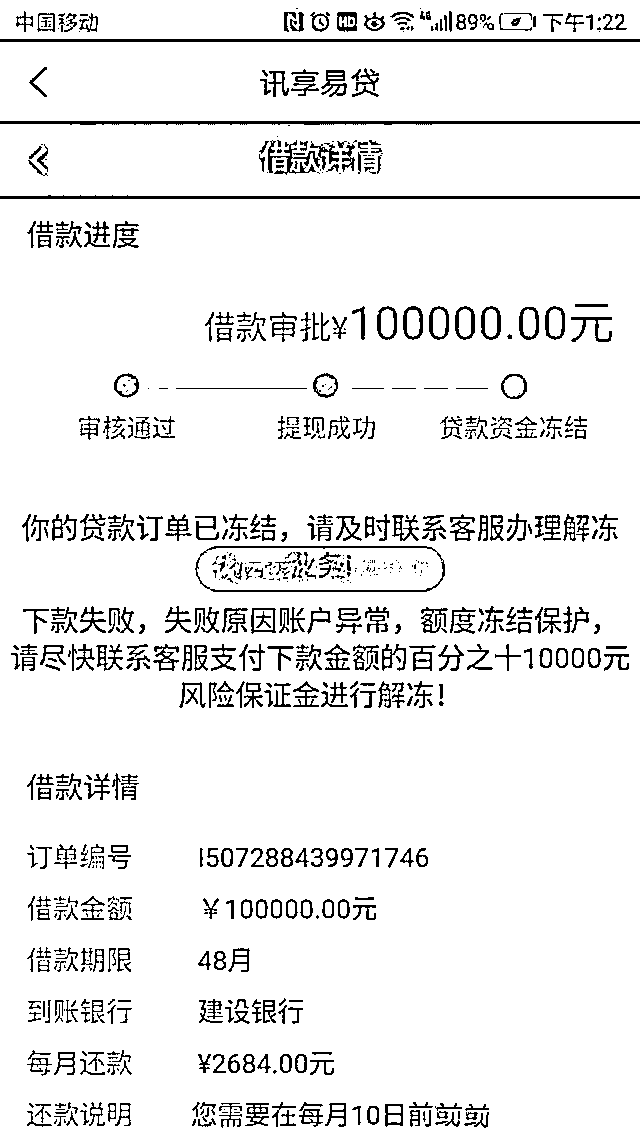 中国移动 HD 46 89% 下午1:22
讯享易贷
借款详情
借款进度
借款审批¥100000.00元
审核通过 提现成功 贷款资金冻结
你的贷款订单已冻结，请及时联系客服办理解冻
下款失败，失败原因账户异常，额度冻结保护，
请尽快联系客服支付下款金额的百分之十10000元
风险保证金进行解冻！
借款详情
订单编号 I507288439971746
借款金额 ￥100000.00元
借款期限 48月
到账银行 建设银行
每月还款 ¥2684.00元
还款说明 您需要在每月10日前